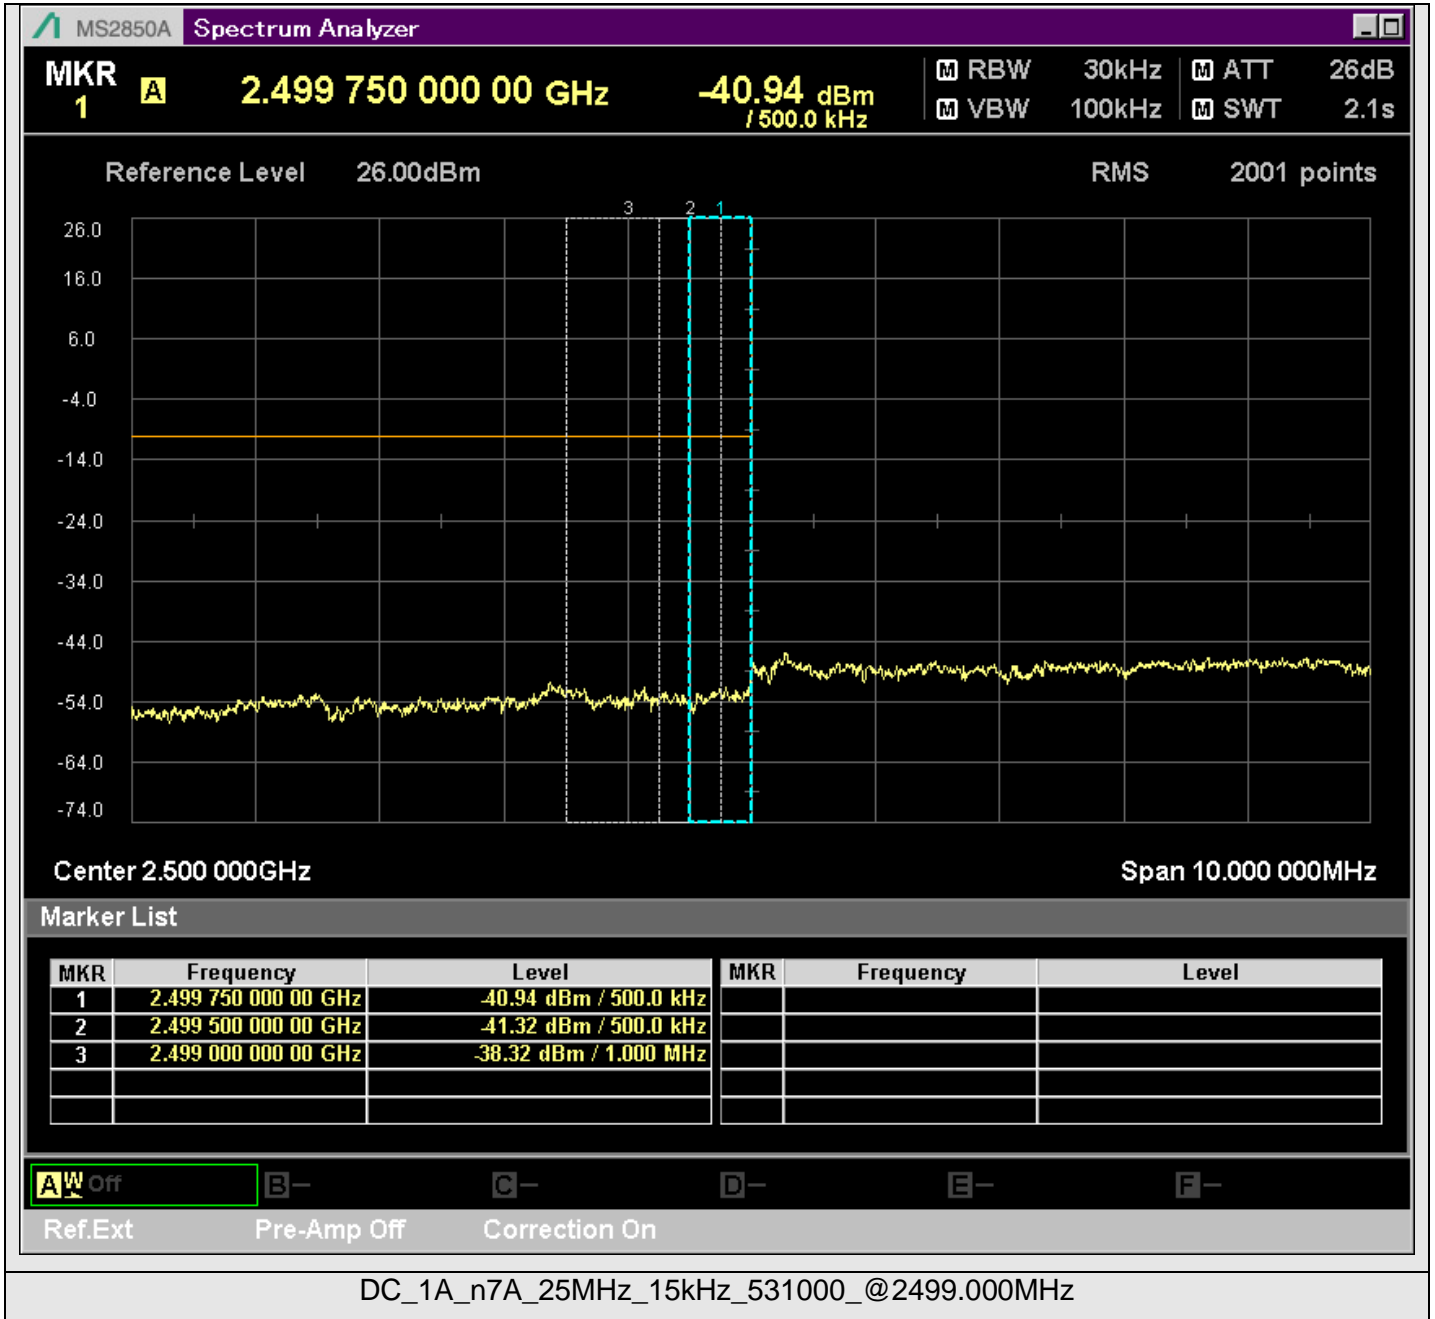 MS2850A Spectrum Analyzer
MKR 1 A 2.499 750 000 00 GHz -40.94 dBm / 500.0 kHz
M RBW 30kHz M ATT 26dB
M VBW 100kHz M SWT 2.1s
Reference Level 26.00dBm RMS 2001 points
3 2 1
26.0
16.0
6.0
-4.0
-14.0
-24.0
-34.0
-44.0
-54.0
-64.0
-74.0
Center 2.500 000GHz Span 10.000 000MHz
Marker List
MKR Frequency Level MKR Frequency Level
1 2.499 750 000 00 GHz -40.94 dBm / 500.0 kHz
2 2.499 500 000 00 GHz -41.32 dBm / 500.0 kHz
3 2.499 000 000 00 GHz -38.32 dBm / 1.000 MHz
A W Off B - C - D - E - F -
Ref.Ext Pre-Amp Off Correction On
DC_1A_n7A_25MHz_15kHz_531000_@2499.000MHz